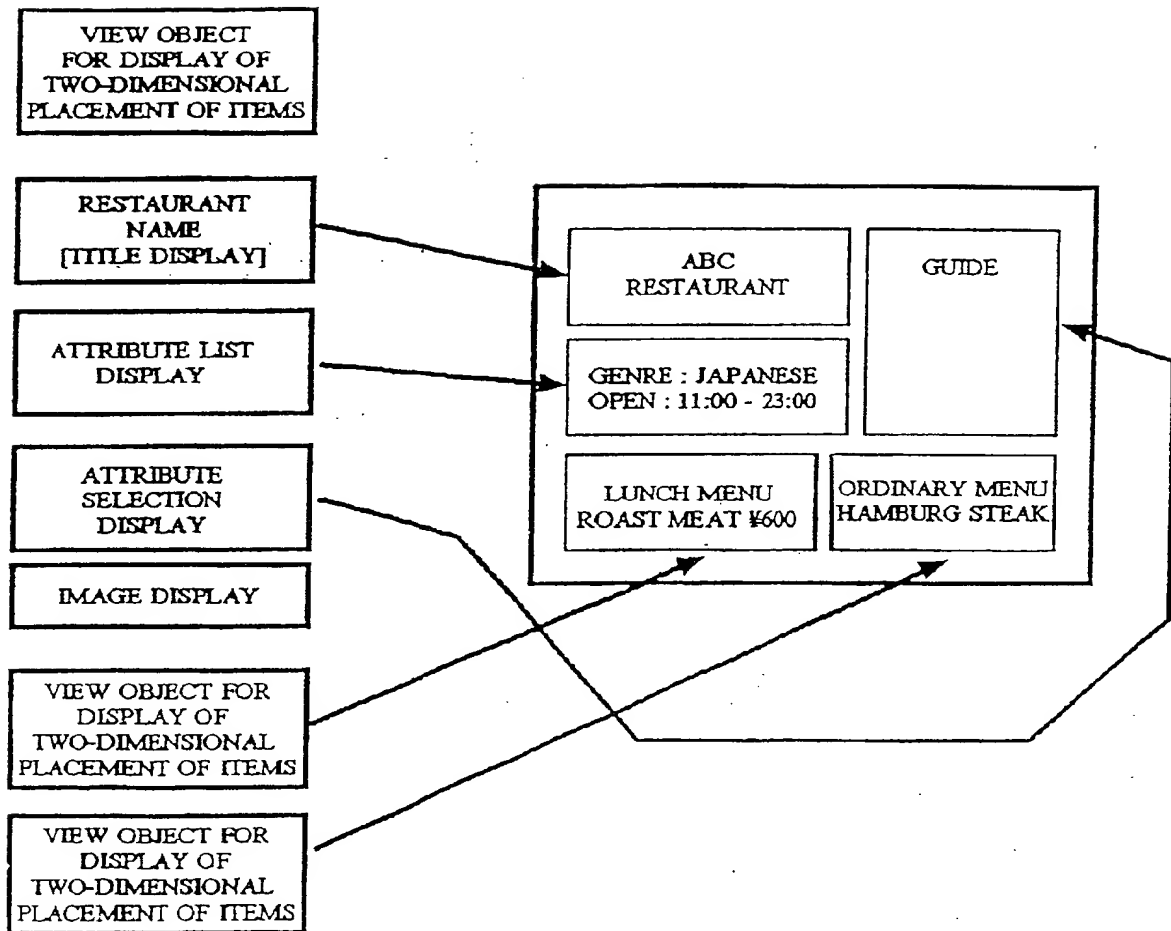 VIEW OBJECT
FOR DISPLAY OF
TWO-DIMENSIONAL
PLACEMENT OF ITEMS
RESTAURANT
NAME
[TITLE DISPLAY]
ATTRIBUTE LIST
DISPLAY
ATTRIBUTE
SELECTION
DISPLAY
IMAGE DISPLAY
VIEW OBJECT FOR
DISPLAY OF
TWO-DIMENSIONAL
PLACEMENT OF ITEMS
VIEW OBJECT FOR
DISPLAY OF
TWO-DIMENSIONAL
PLACEMENT OF ITEMS
ABC
RESTAURANT
GUIDE
GENRE : JAPANESE
OPEN : 11:00 - 23:00
LUNCH MENU
ROAST MEAT ¥600
ORDINARY MENU
HAMBURG STEAK